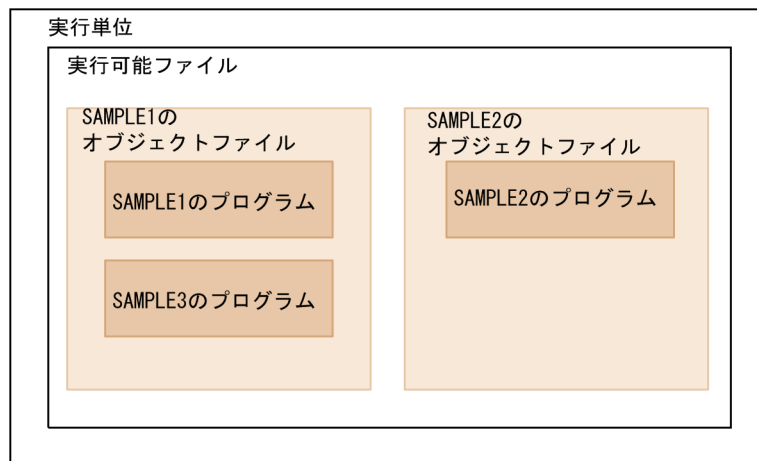 実行単位
実行可能ファイル
SAMPLE1の
オブジェクトファイル
SAMPLE1のプログラム
SAMPLE3のプログラム
SAMPLE2の
オブジェクトファイル
SAMPLE2のプログラム